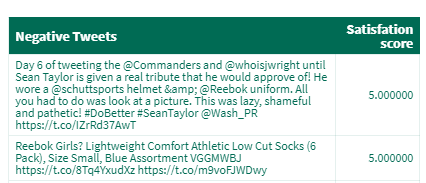 Negative Tweets
Satisfation
score
Day 6 of tweeting the @Commanders and @whoisjwright until
Sean Taylor is given a real tribute that he would approve of! He
wore a @schuttsports helmet &amp; @Reebok uniform. All
you had to do was look at a picture. This was lazy, shameful
and pathetic! #DoBetter #SeanTaylor @Wash_PR
https://t.co/IZrRd37AwT
5.000000
Reebok Girls? Lightweight Comfort Athletic Low Cut Socks (6
Pack), Size Small, Blue Assortment VGGMWBJ
https://t.co/8Tq4YxudXz https://t.co/m9voFJWDwy
5.000000